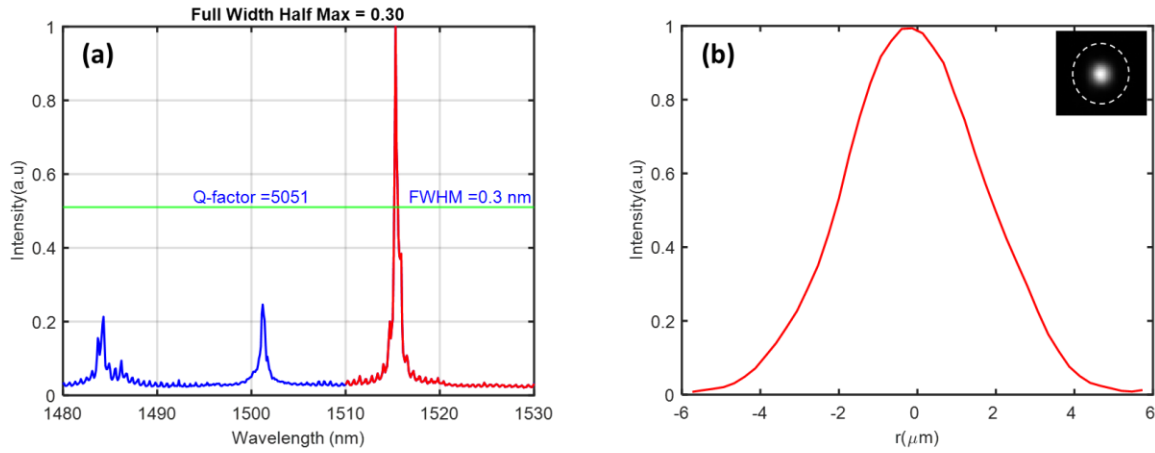 Full Width Half Max = 0.30
(a)
1
0.8
0.6
0.4
0.2
0
Intensity(a.u)
Q-factor =5051
FWHM =0.3 nm
1480 1490 1500 1510 1520 1530
Wavelength (nm)
(b)
1
0.8
0.6
0.4
0.2
0
Intensity(a.u)
-6 -4 -2 0 2 4 6
r(μm)